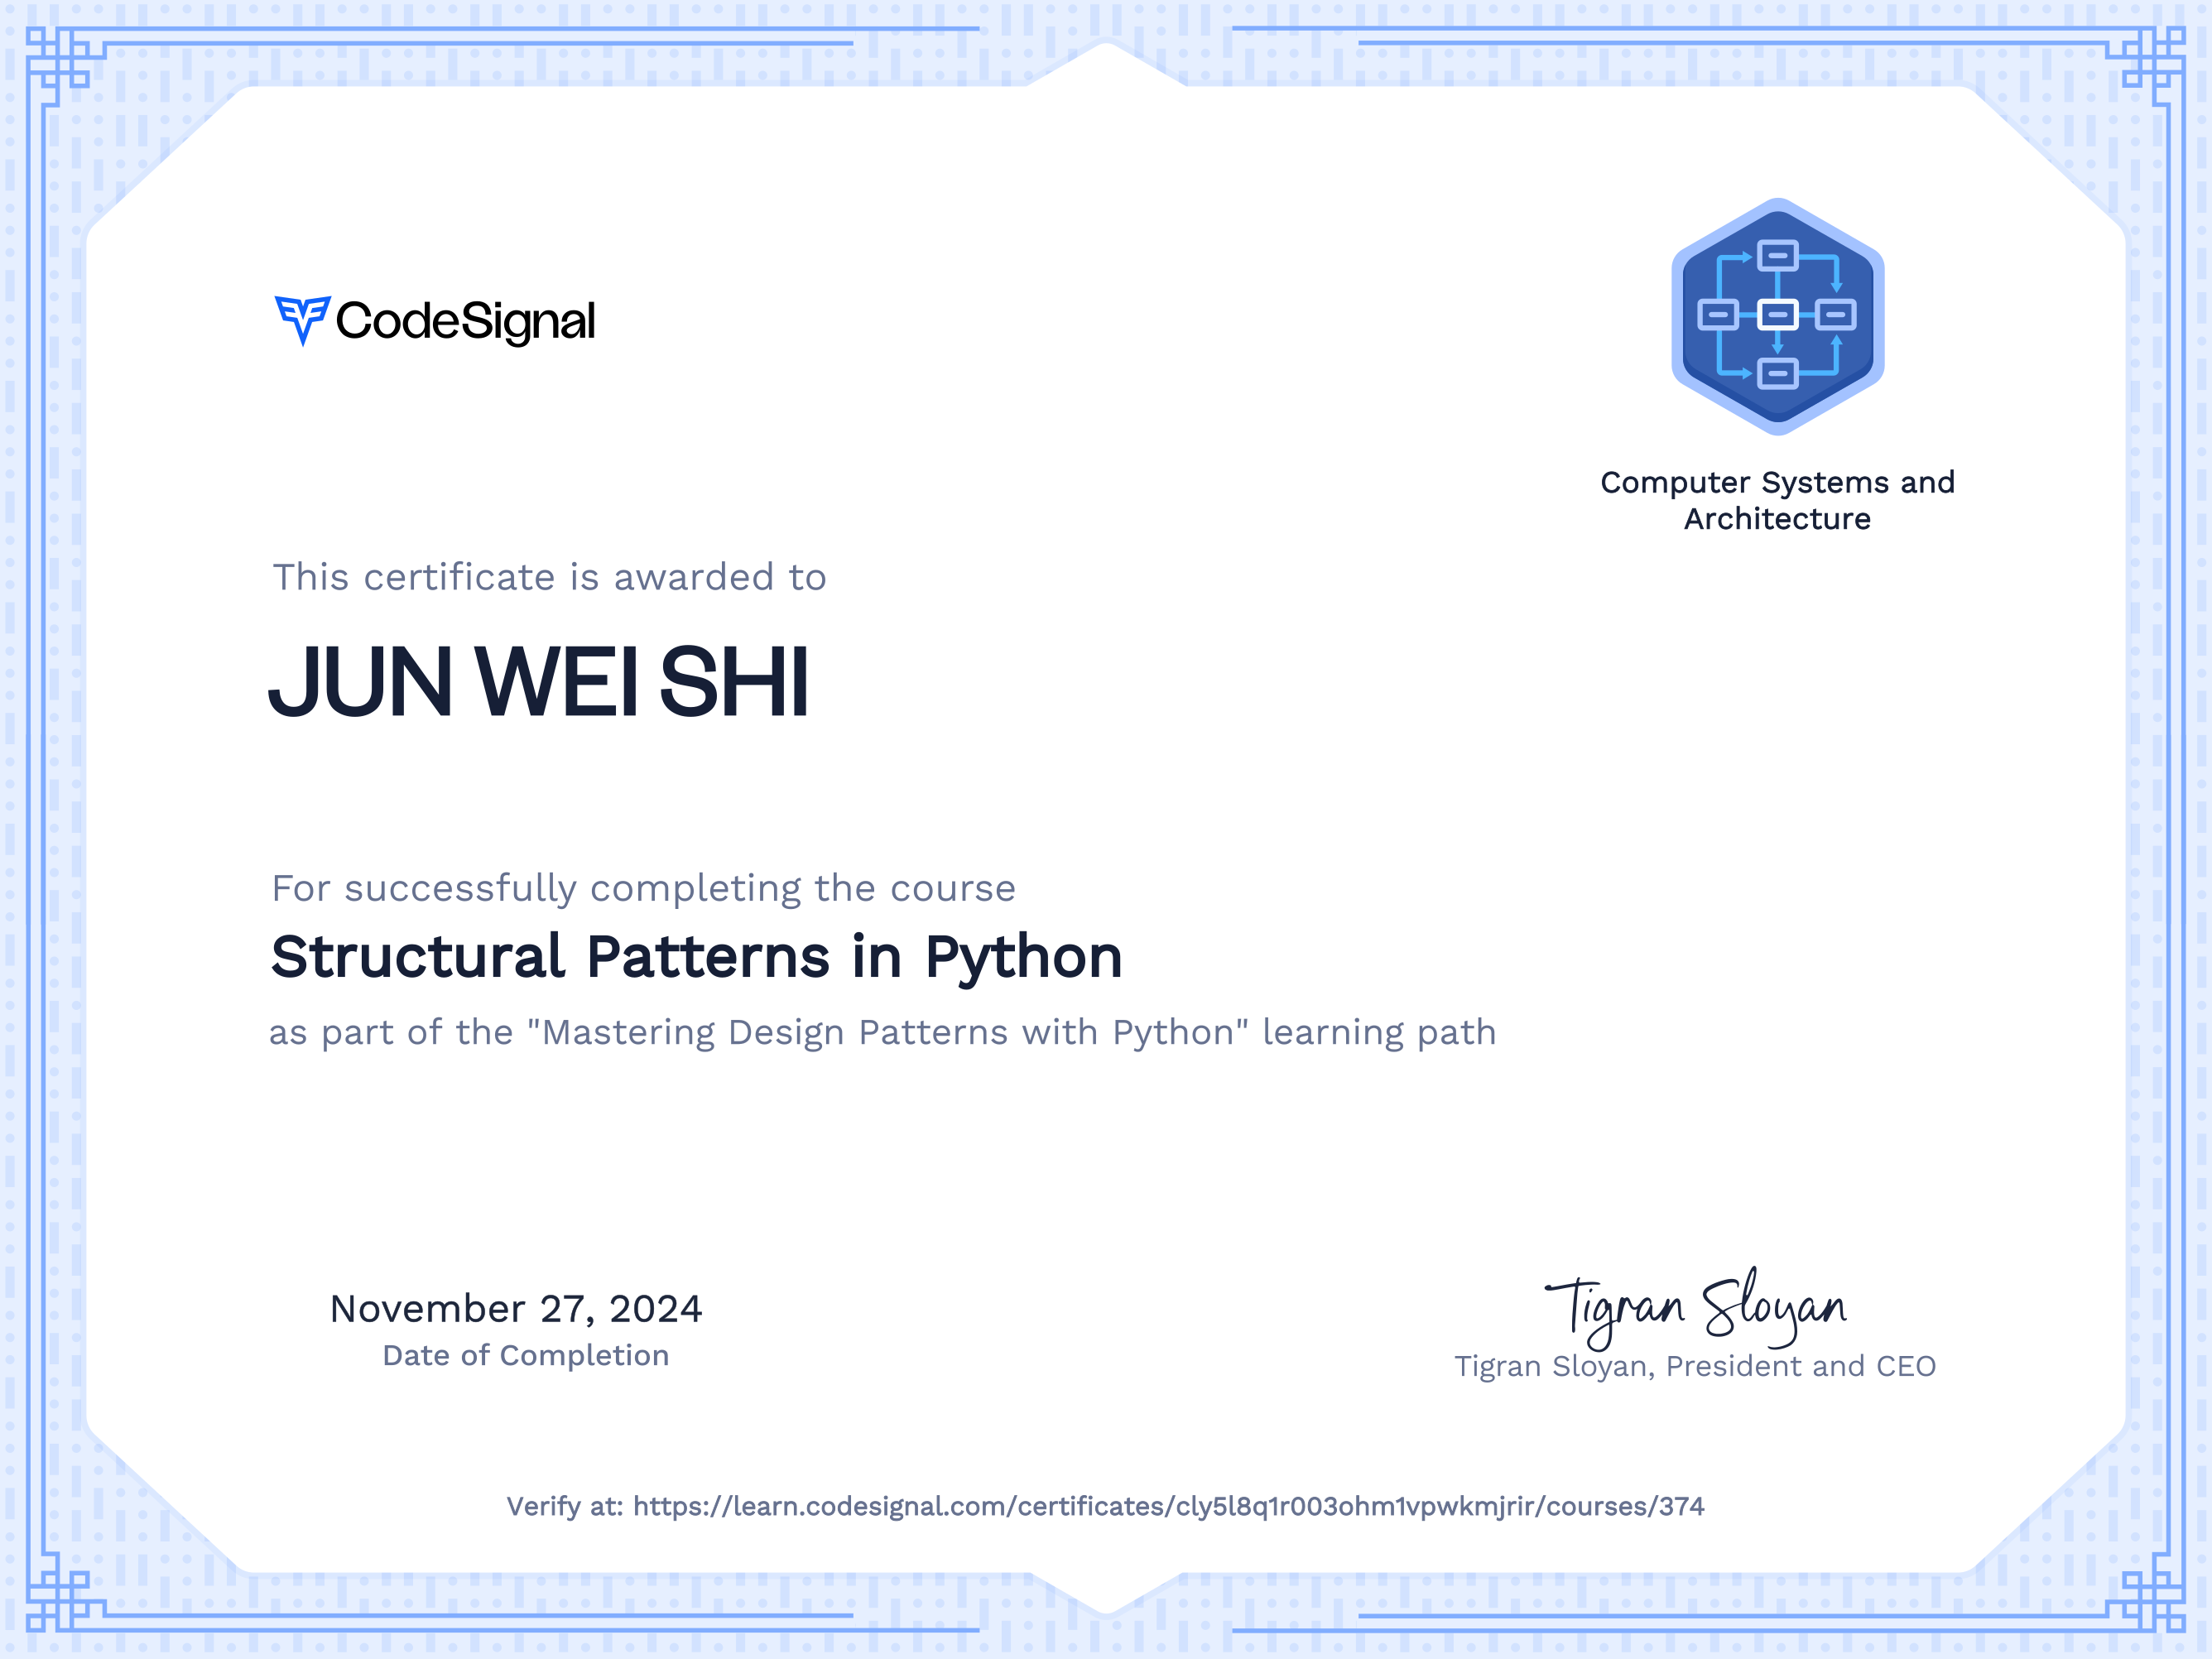 CodeSignal
Computer Systems and
Architecture
This certificate is awarded to
JUN WEI SHI
For successfully completing the course
Structural Patterns in Python
as part of the "Mastering Design Patterns with Python" learning path
November 27, 2024
Date of Completion
Tigran Sloyan
Tigran Sloyan, President and CEO
Verify at: https://learn.codesignal.com/certificates/cly5l8q1r003ohm1vpwkmjrir/courses/374